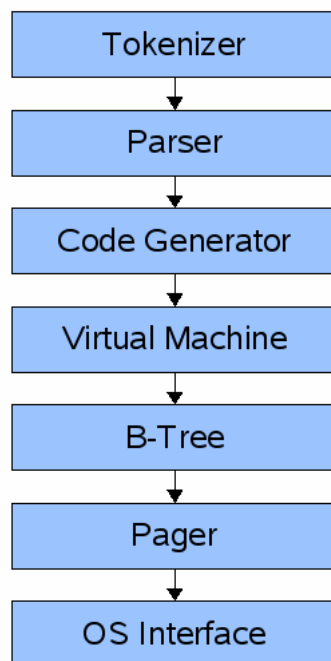 Tokenizer
Parser
Code Generator
Virtual Machine
B-Tree
Pager
OS Interface